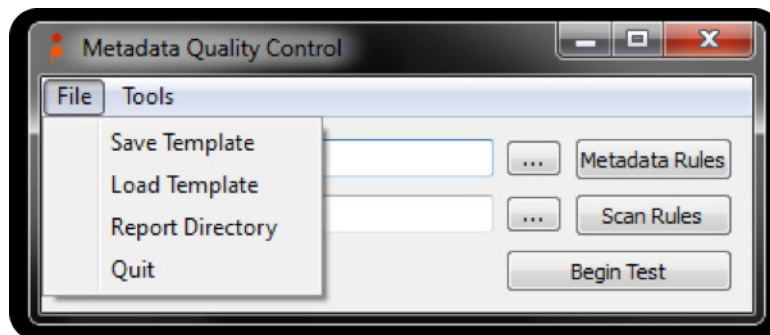 Metadata Quality Control
File Tools
Save Template
Load Template
Report Directory
Quit
... Metadata Rules
... Scan Rules
Begin Test